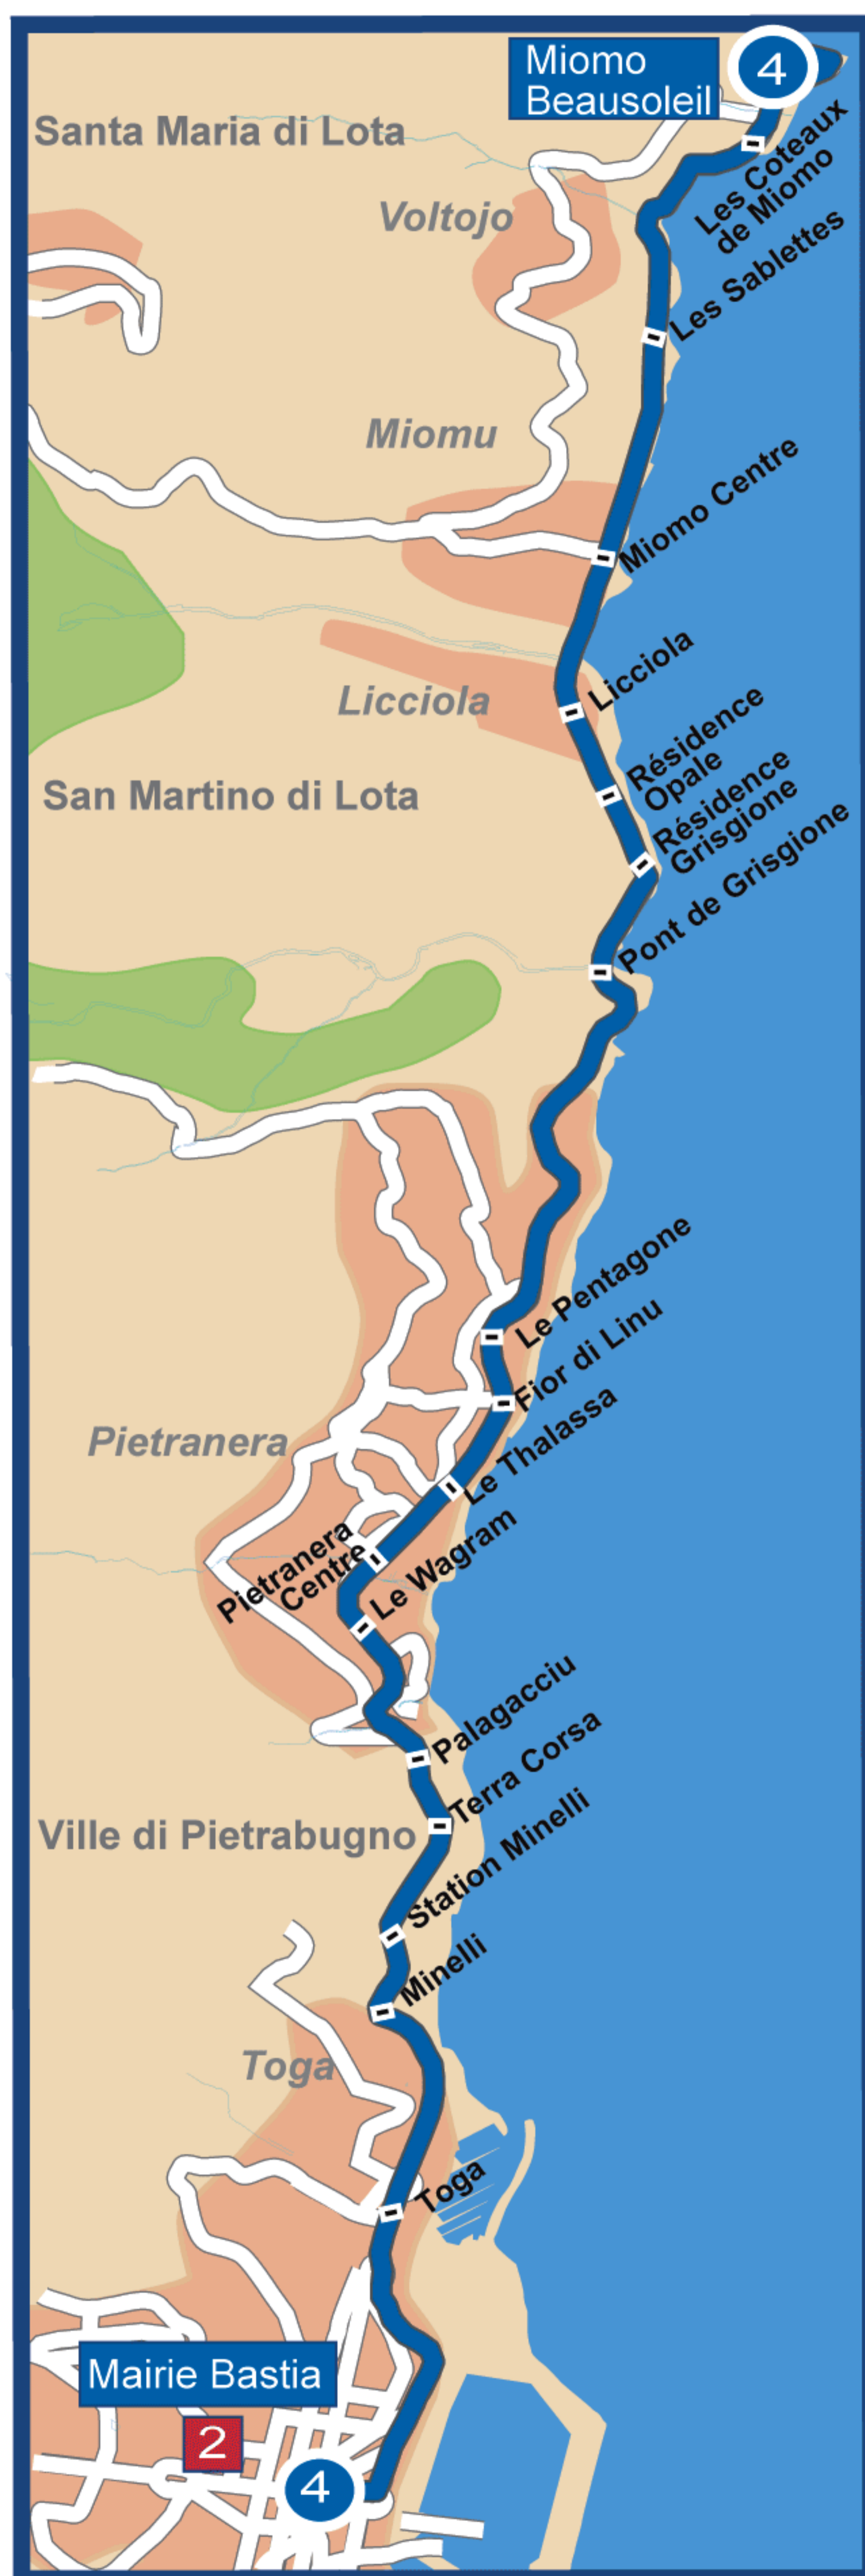 Miomo
Beausoleil
4
Santa Maria di Lota
Les Coteaux
de Miomo
Voltojo
Les Sablettes
Miomu
Miomo Centre
Licciola
Licciola
Résidence
Opale
San Martino di Lota
Résidence
Grisgione
Pont de Grisgione
Le Pentagone
Fior di Linu
Le Thalassa
Pietranera
Pietranera
Centre
Le Wagram
Palagacciu
Terra Corsa
Ville di Pietrabugno
Station Minelli
Minelli
Toga
Toga
Mairie Bastia
2
4